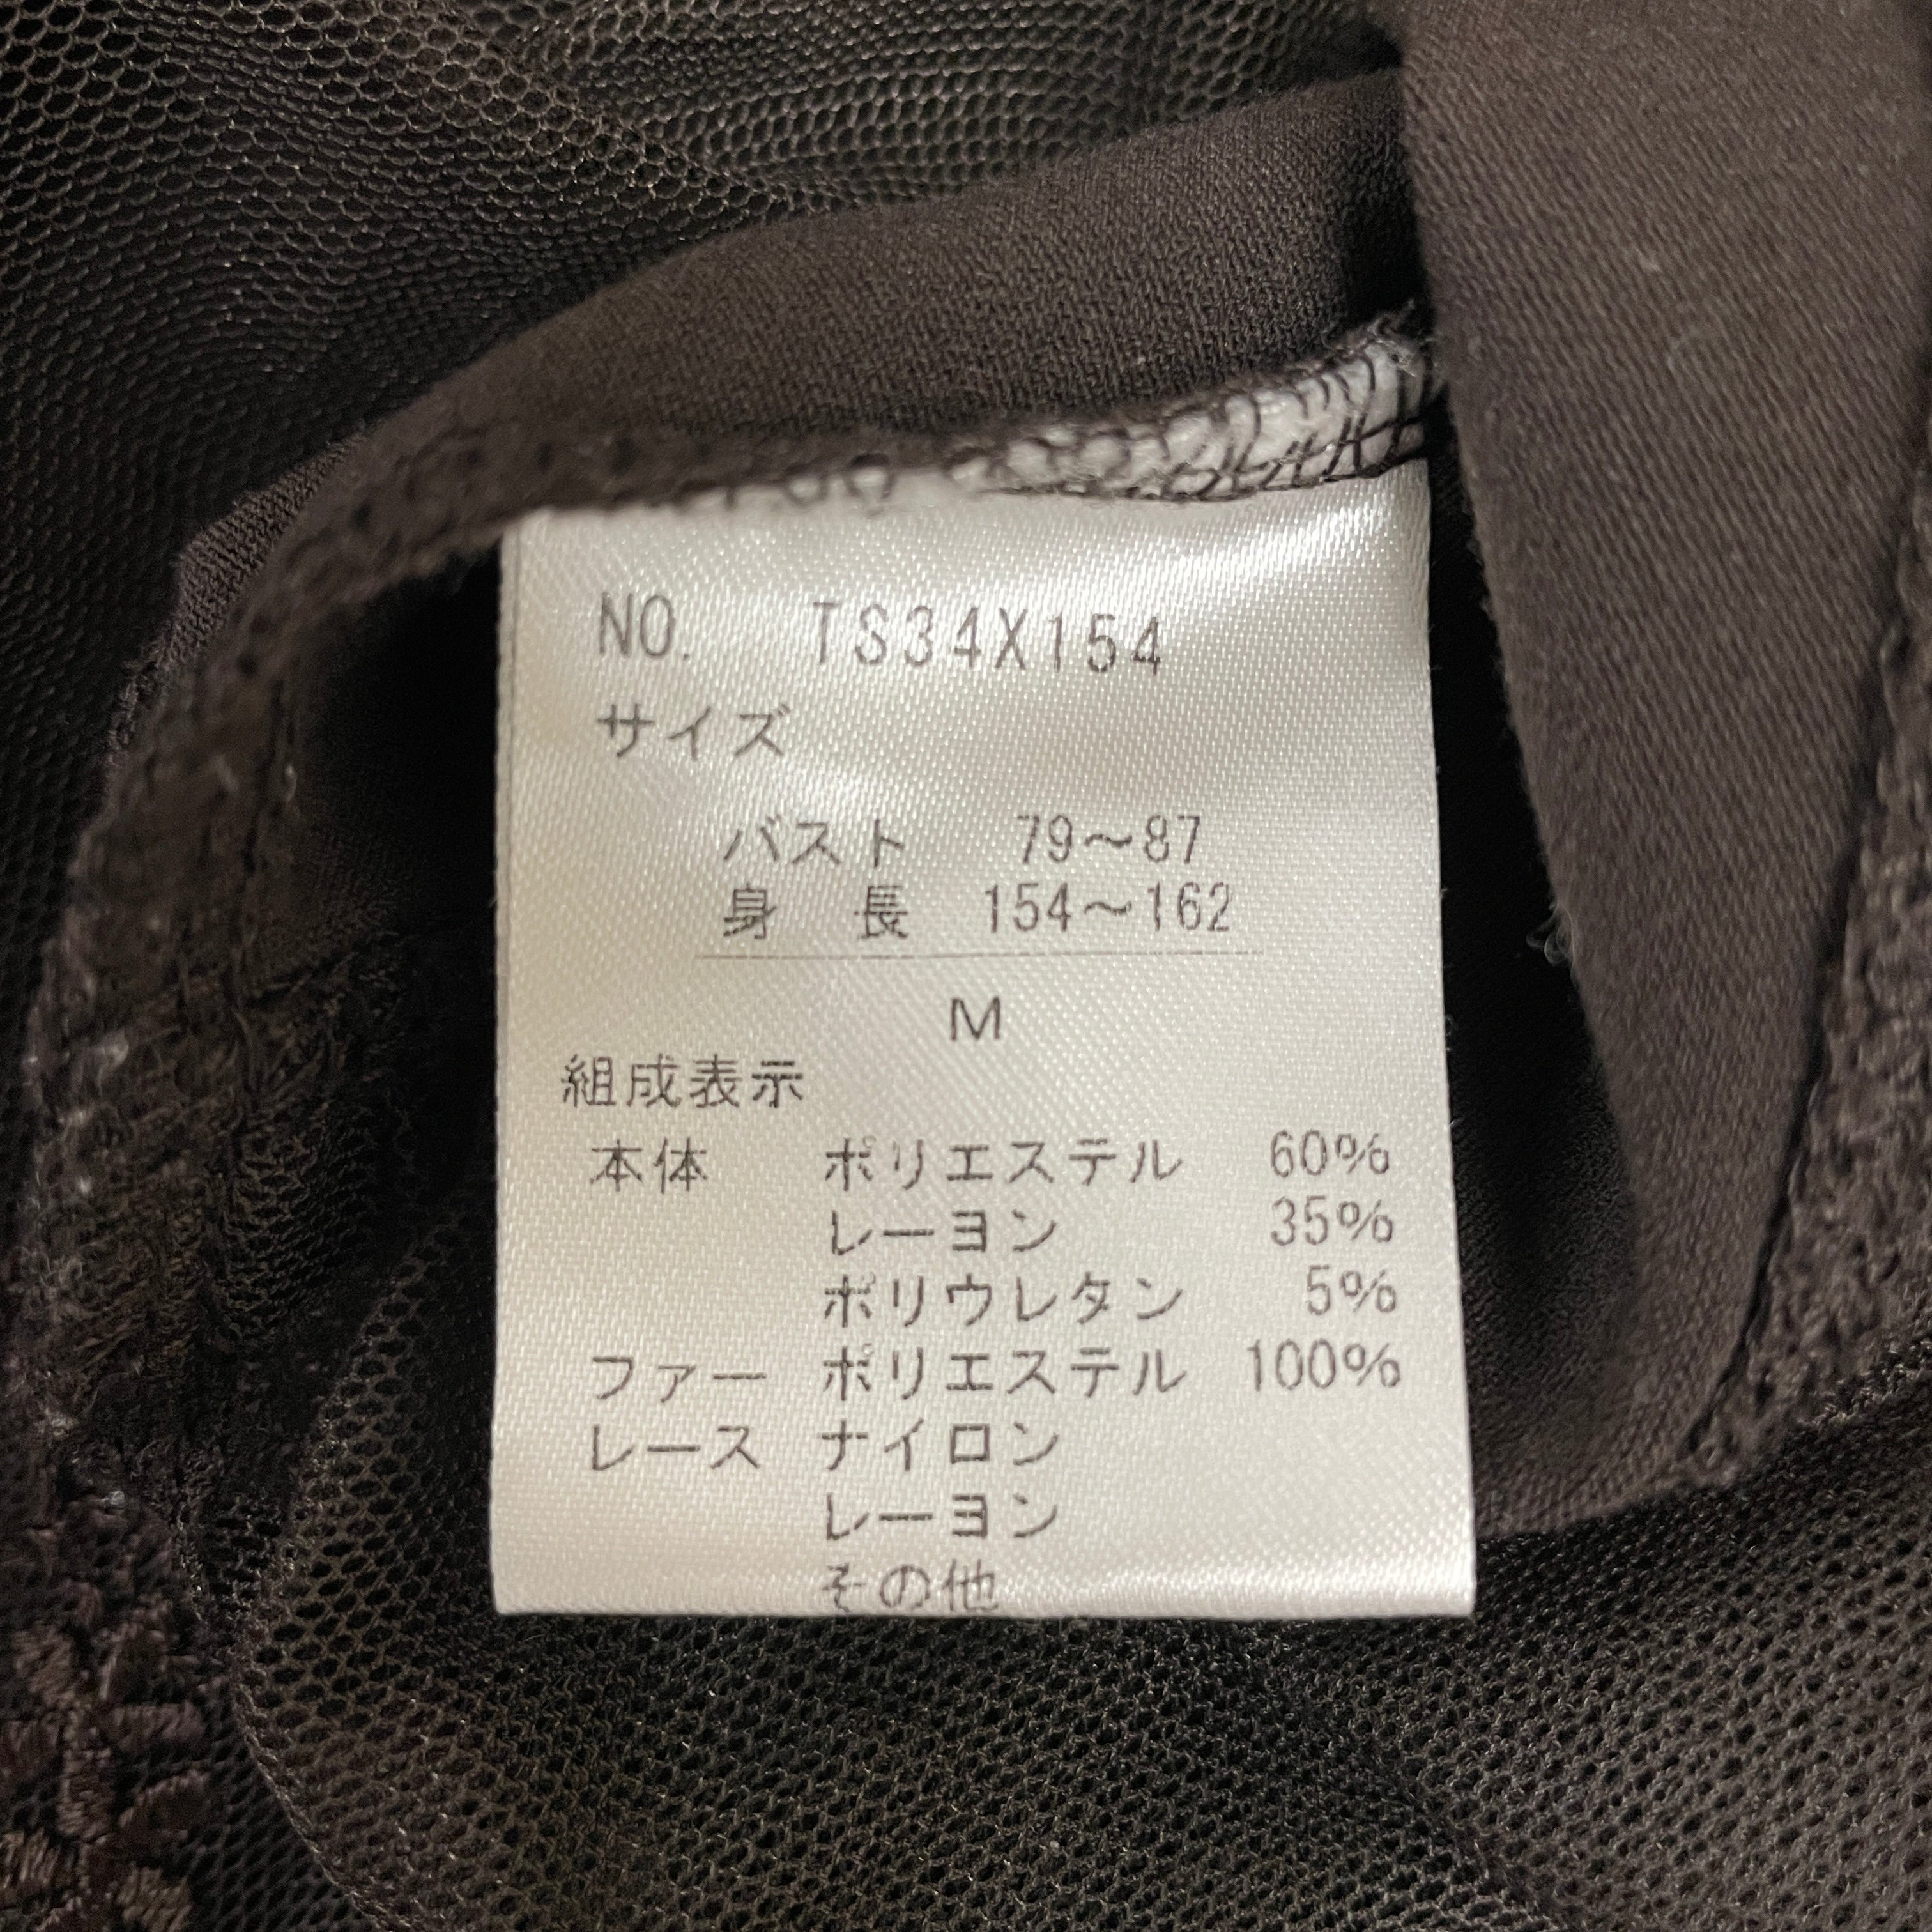 NO. TS34X154
サイズ
バスト 79〜87
身長 154〜162
M
組成表示
本体 ポリエステル 60%
レーヨン 35%
ポリウレタン 5%
ファー ポリエステル 100%
レース ナイロン
レーヨン
その他